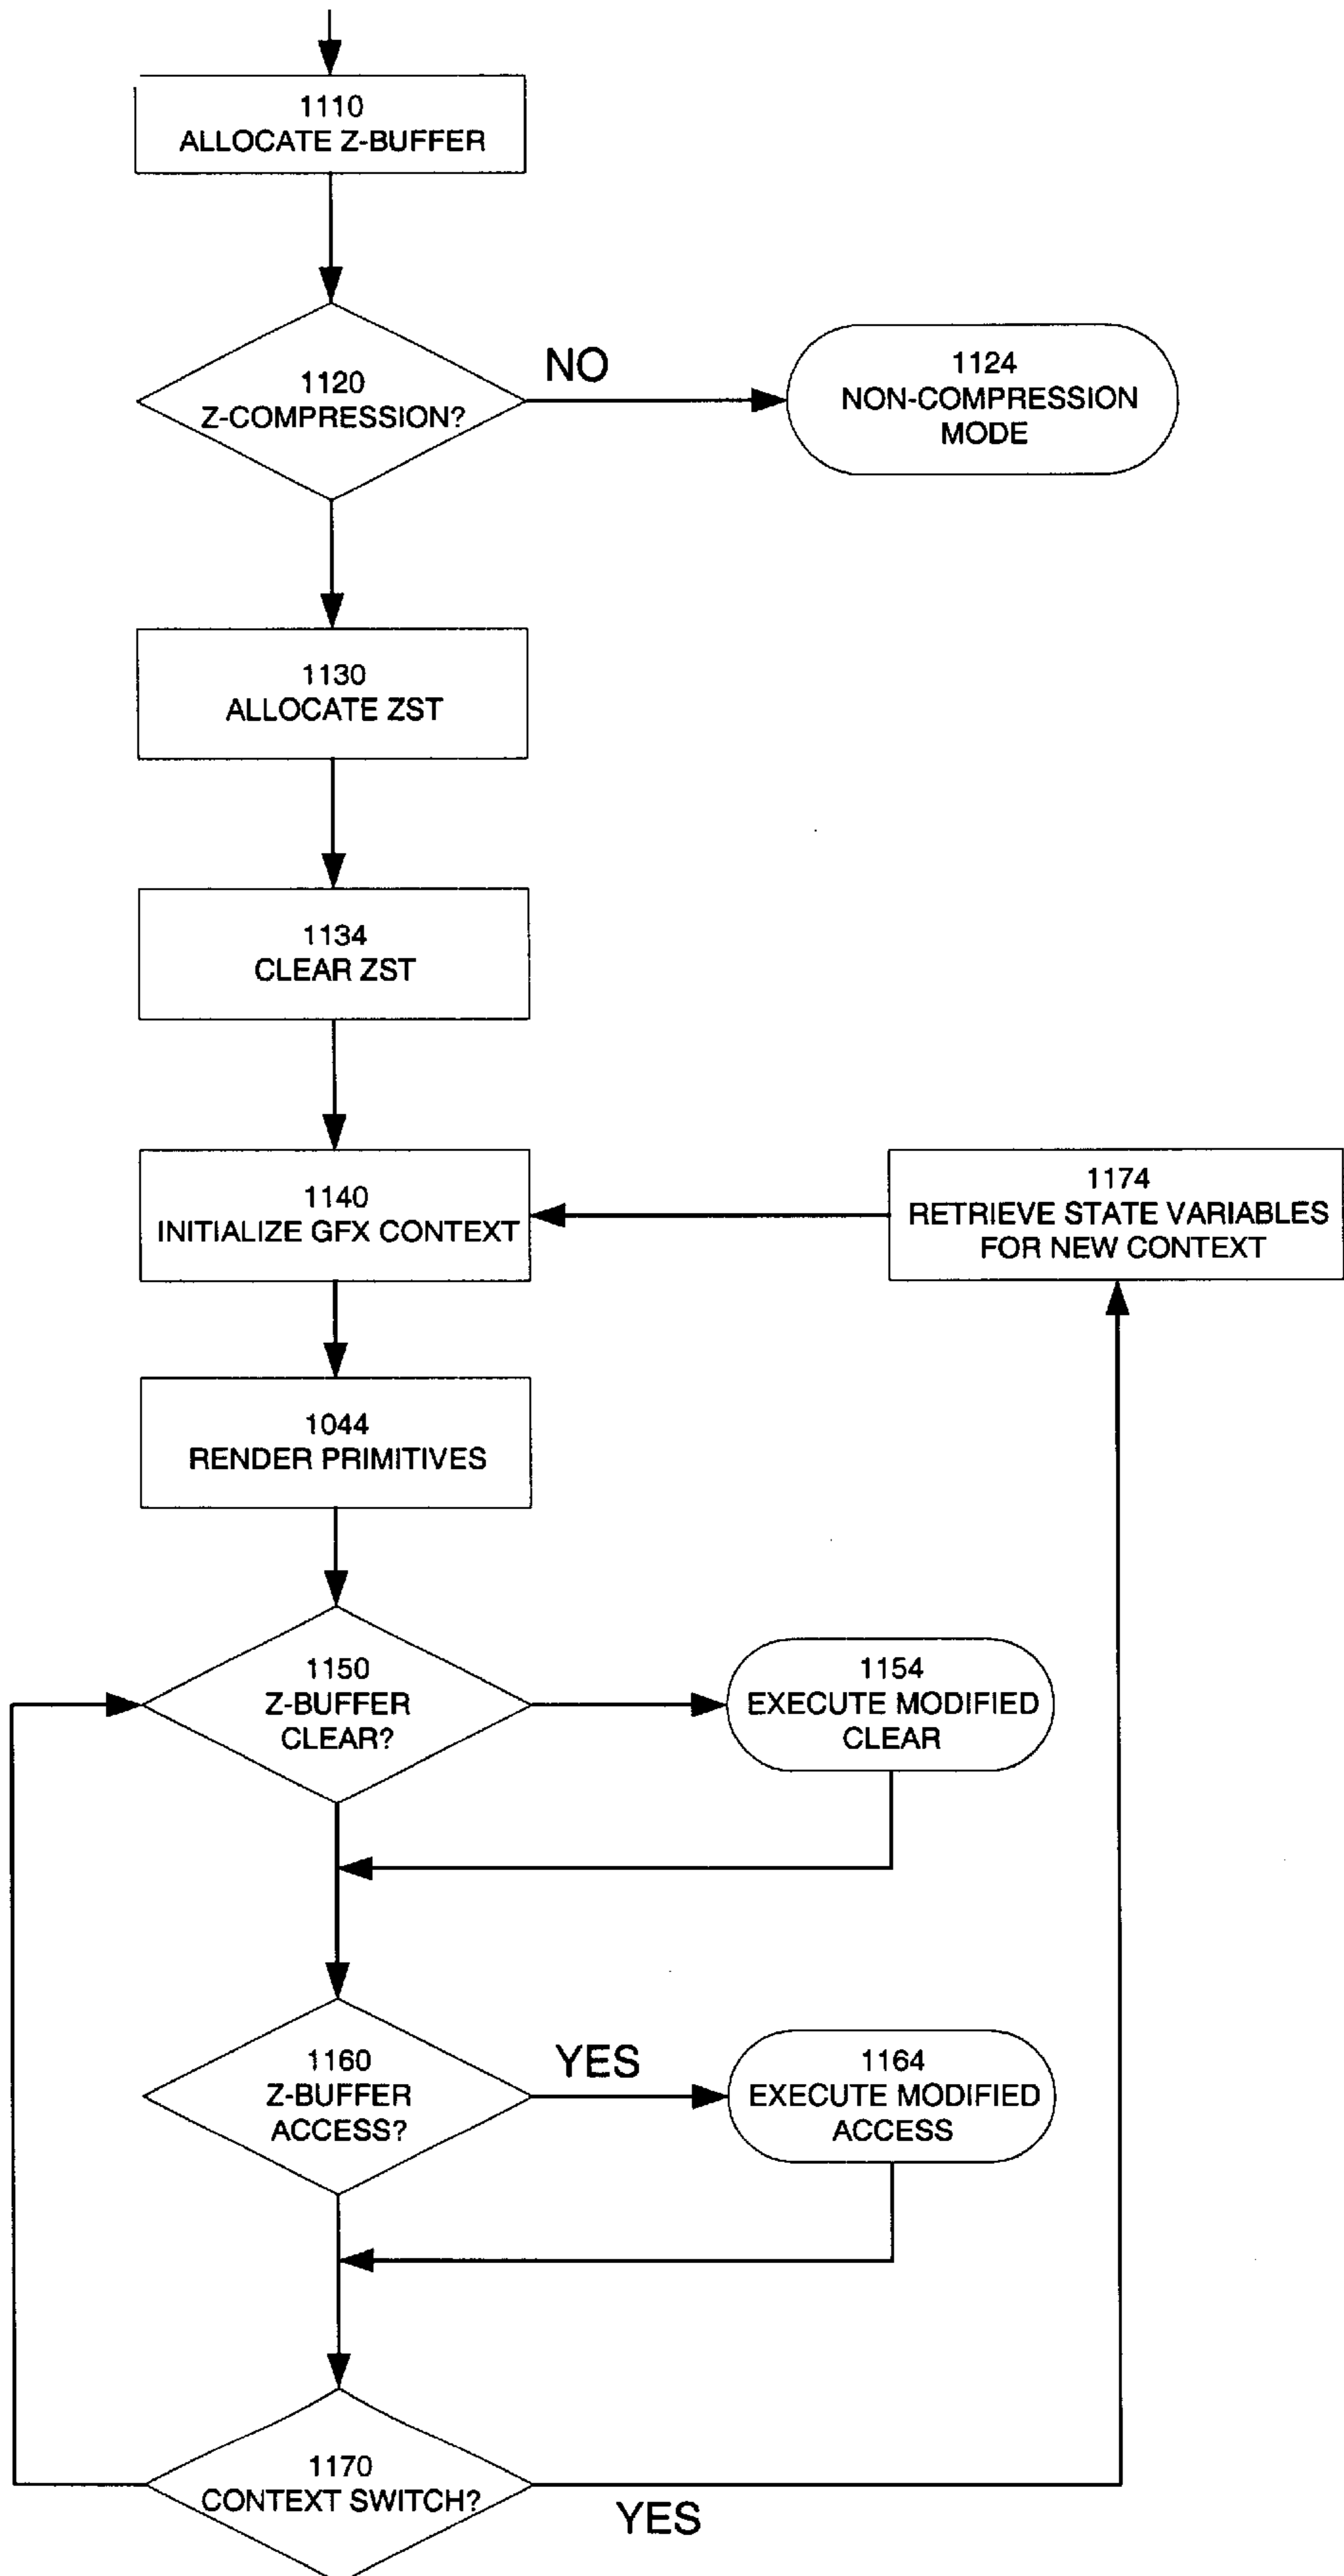 1110
ALLOCATE Z-BUFFER
1120
Z-COMPRESSION?
NO
1124
NON-COMPRESSION
MODE
1130
ALLOCATE ZST
1134
CLEAR ZST
1140
INITIALIZE GFX CONTEXT
1174
RETRIEVE STATE VARIABLES
FOR NEW CONTEXT
1044
RENDER PRIMITIVES
1150
Z-BUFFER
CLEAR?
1154
EXECUTE MODIFIED
CLEAR
1160
Z-BUFFER
ACCESS?
YES
1164
EXECUTE MODIFIED
ACCESS
1170
CONTEXT SWITCH?
YES